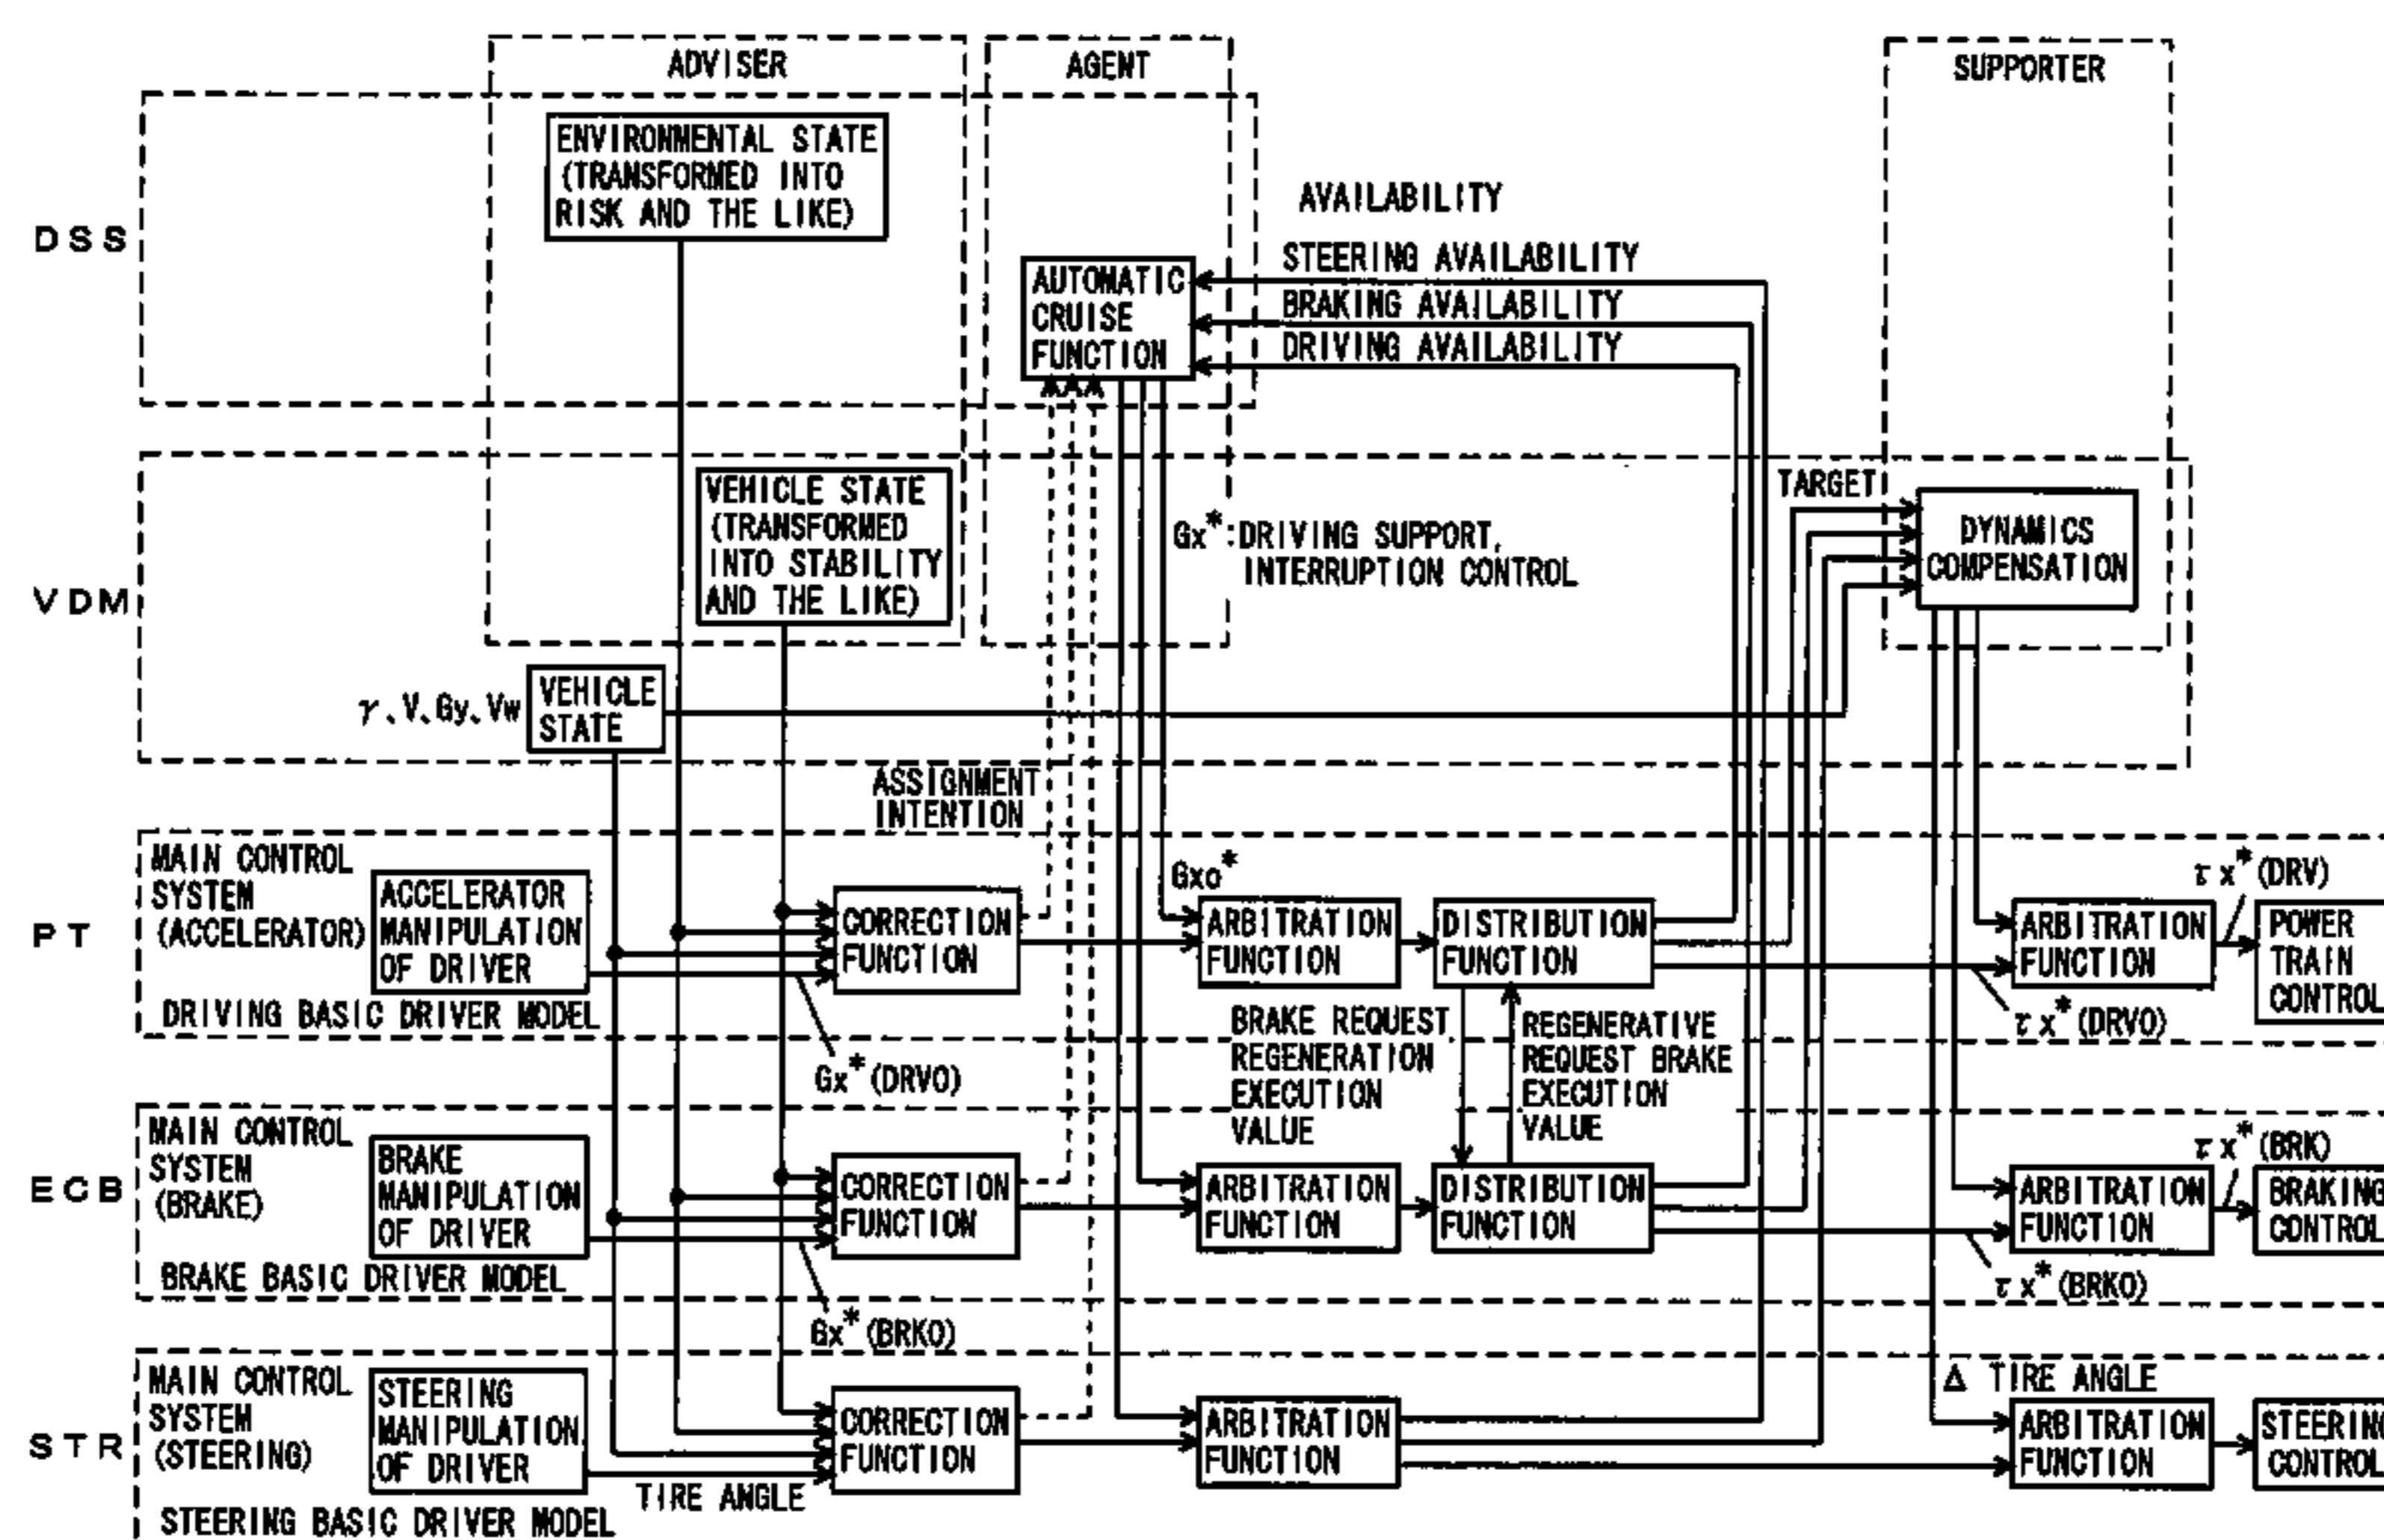 ADVISER
AGENT
SUPPORTER
DSS
ENVIRONMENTAL STATE
(TRANSFORMED INTO
RISK AND THE LIKE)
AVAILABILITY
AUTOMATIC
CRUISE
FUNCTION
STEERING AVAILABILITY
BRAKING AVAILABILITY
DRIVING AVAILABILITY
VDM
VEHICLE STATE
(TRANSFORMED
INTO STABILITY
AND THE LIKE)
Gx*:DRIVING SUPPORT,
INTERRUPTION CONTROL
TARGET
DYNAMICS
COMPENSATION
γ、V、Gy、Vw
VEHICLE
STATE
ASSIGNMENT
INTENTION
PT
MAIN CONTROL
SYSTEM
(ACCELERATOR)
ACCELERATOR
MANIPULATION
OF DRIVER
DRIVING BASIC DRIVER MODEL
CORRECTION
FUNCTION
Gx*(DRVO)
Gxo*
ARBITRATION
FUNCTION
DISTRIBUTION
FUNCTION
ARBITRATION
FUNCTION
τx*(DRV)
POWER
TRAIN
CONTROL
τx*(DRVO)
BRAKE REQUEST
REGENERATION
EXECUTION
VALUE
REGENERATIVE
REQUEST BRAKE
EXECUTION
VALUE
ECB
MAIN CONTROL
SYSTEM
(BRAKE)
BRAKE
MANIPULATION
OF DRIVER
BRAKE BASIC DRIVER MODEL
CORRECTION
FUNCTION
Gx*(BRKO)
ARBITRATION
FUNCTION
DISTRIBUTION
FUNCTION
ARBITRATION
FUNCTION
τx*(BRK)
BRAKING
CONTROL
τx*(BRKO)
STR
MAIN CONTROL
SYSTEM
(STEERING)
STEERING
MANIPULATION
OF DRIVER
STEERING BASIC DRIVER MODEL
TIRE ANGLE
CORRECTION
FUNCTION
ARBITRATION
FUNCTION
Δ TIRE ANGLE
ARBITRATION
FUNCTION
STEERING
CONTROL